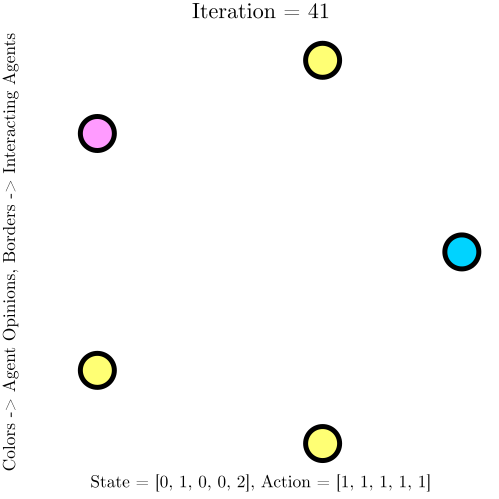 Iteration = 41
Colors -> Agent Opinions, Borders -> Interacting Agents
State = [0, 1, 0, 0, 2], Action = [1, 1, 1, 1, 1]